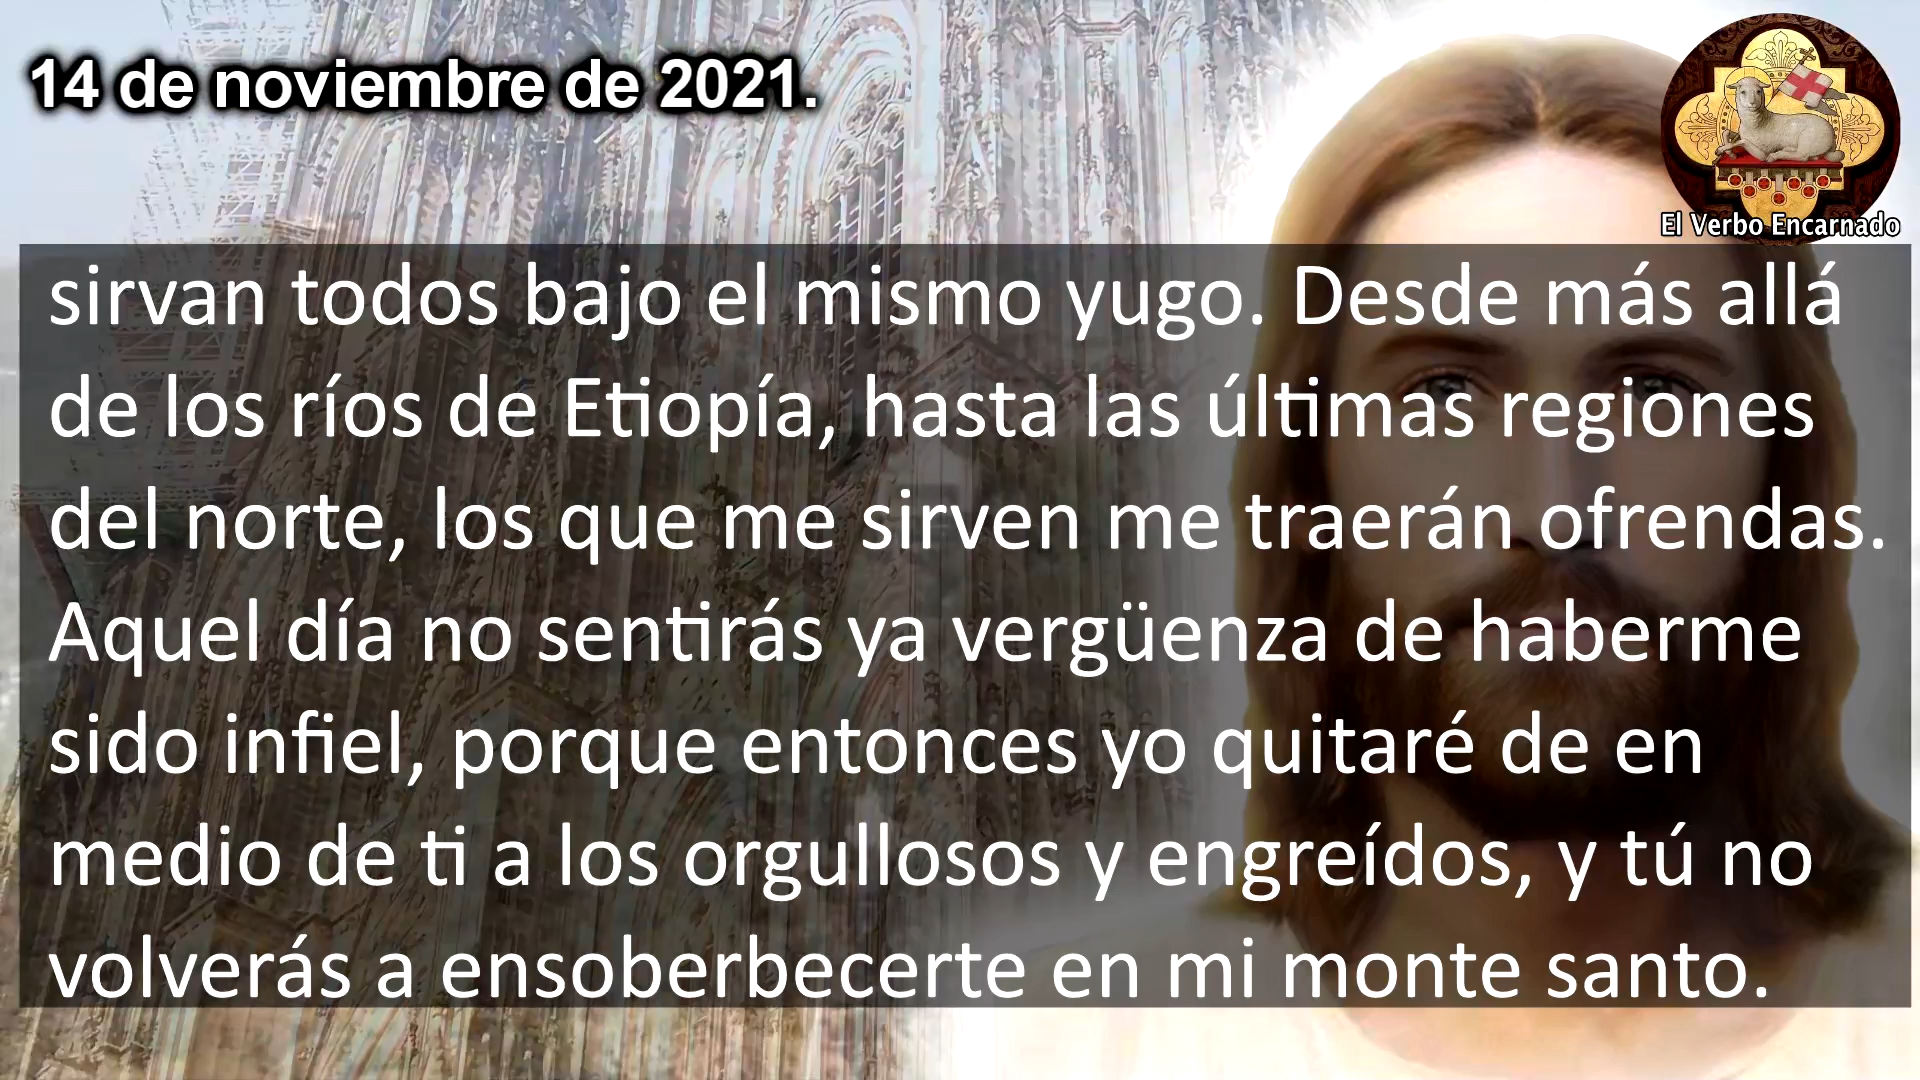 14 de noviembre de 2021.
El Verbo Encarnado
sirvan todos bajo el mismo yugo. Desde más allá
de los ríos de Etiopía, hasta las últimas regiones
del norte, los que me sirven me traerán ofrendas.
Aquel día no sentirás ya vergüenza de haberme
sido infiel, porque entonces yo quitaré de en
medio de ti a los orgullosos y engreídos, y tú no
volverás a ensoberbecerte en mi monte santo.